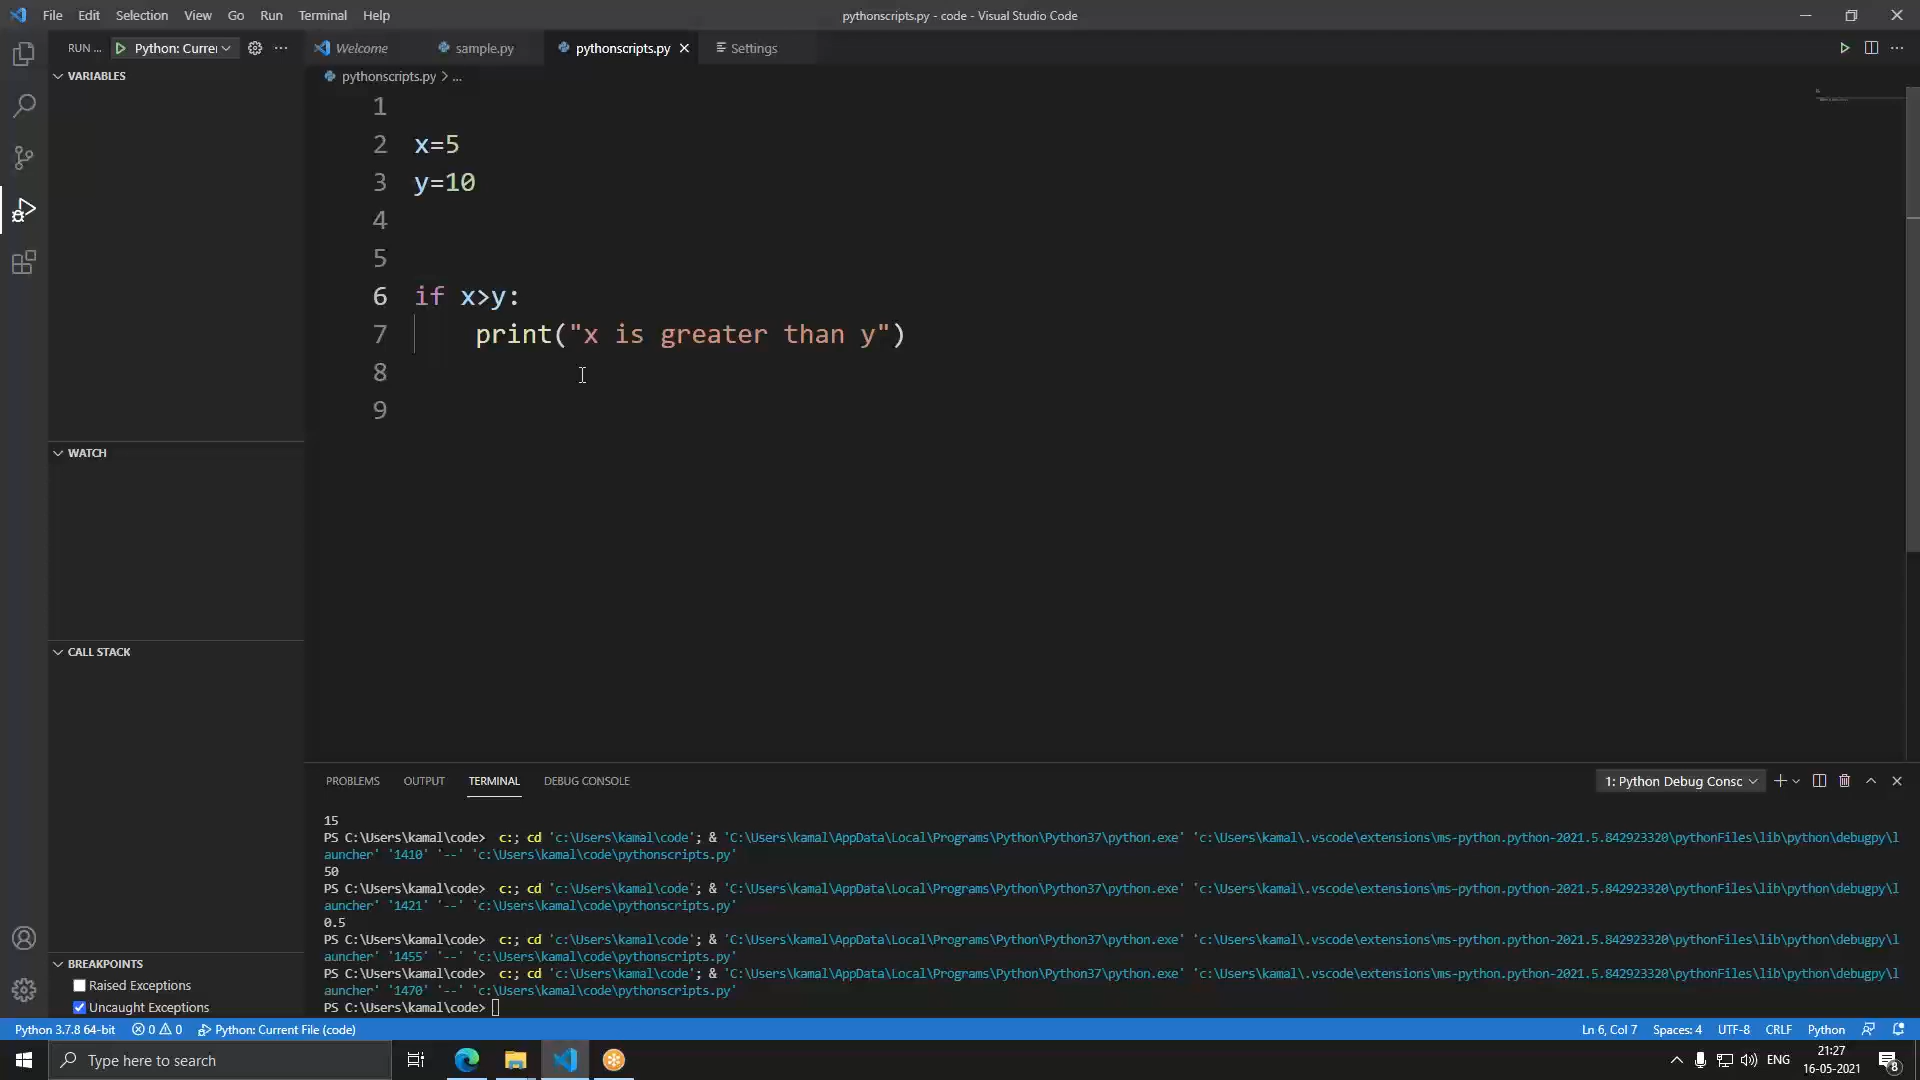 File Edit Selection View Go Run Terminal Help
pythonscripts.py - code - Visual Studio Code
RUN ... Python: Currer
Welcome sample.py pythonscripts.py Settings
pythonscripts.py > ...
VARIABLES
1
2 x=5
3 y=10
4
5
6 if x>y:
7 print("x is greater than y")
8
9
WATCH
CALL STACK
BREAKPOINTS
Raised Exceptions
Uncaught Exceptions
PROBLEMS OUTPUT TERMINAL DEBUG CONSOLE
1: Python Debug Consc
15
PS C:\Users\kamal\code> c:; cd 'c:\Users\kamal\code'; & 'C:\Users\kamal\AppData\Local\Programs\Python\Python37\python.exe' 'c:\Users\kamal\.vscode\extensions\ms-python.python-2021.5.842923320\pythonFiles\lib\python\debugpy\l
auncher' '1410' '--' 'c:\Users\kamal\code\pythonscripts.py'
50
PS C:\Users\kamal\code> c:; cd 'c:\Users\kamal\code'; & 'C:\Users\kamal\AppData\Local\Programs\Python\Python37\python.exe' 'c:\Users\kamal\.vscode\extensions\ms-python.python-2021.5.842923320\pythonFiles\lib\python\debugpy\l
auncher' '1421' '--' 'c:\Users\kamal\code\pythonscripts.py'
0.5
PS C:\Users\kamal\code> c:; cd 'c:\Users\kamal\code'; & 'C:\Users\kamal\AppData\Local\Programs\Python\Python37\python.exe' 'c:\Users\kamal\.vscode\extensions\ms-python.python-2021.5.842923320\pythonFiles\lib\python\debugpy\l
auncher' '1455' '--' 'c:\Users\kamal\code\pythonscripts.py'
PS C:\Users\kamal\code> c:; cd 'c:\Users\kamal\code'; & 'C:\Users\kamal\AppData\Local\Programs\Python\Python37\python.exe' 'c:\Users\kamal\.vscode\extensions\ms-python.python-2021.5.842923320\pythonFiles\lib\python\debugpy\l
auncher' '1470' '--' 'c:\Users\kamal\code\pythonscripts.py'
PS C:\Users\kamal\code>
Python 3.7.8 64-bit 0 0 Python: Current File (code) Ln 6, Col 7 Spaces: 4 UTF-8 CRLF Python
Type here to search
ENG
21:27
16-05-2021
8